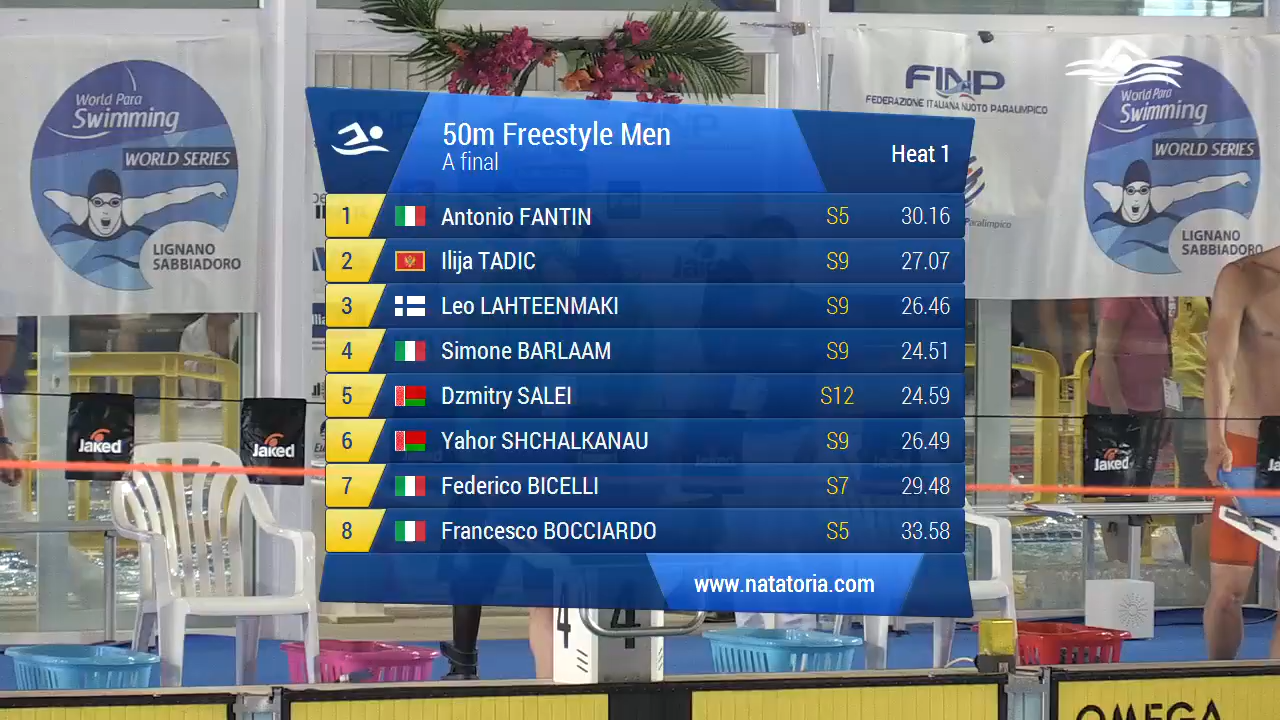 World Para
Swimming
WORLD SERIES
LIGNANO
SABBIADORO
FINP
FEDERAZIONE ITALIANA NUOTO PARALIMPICO
World Para
Swimming
WORLD SERIES
LIGNANO
SABBIADORO
50m Freestyle Men
A final
Heat 1
1 Antonio FANTIN S5 30.16
2 Ilija TADIC S9 27.07
3 Leo LAHTEENMAKI S9 26.46
4 Simone BARLAAM S9 24.51
5 Dzmitry SALEI S12 24.59
6 Yahor SHCHALKANAU S9 26.49
7 Federico BICELLI S7 29.48
8 Francesco BOCCIARDO S5 33.58
www.natatoria.com
Jaked
Jaked
Jaked
4 4
OMEGA